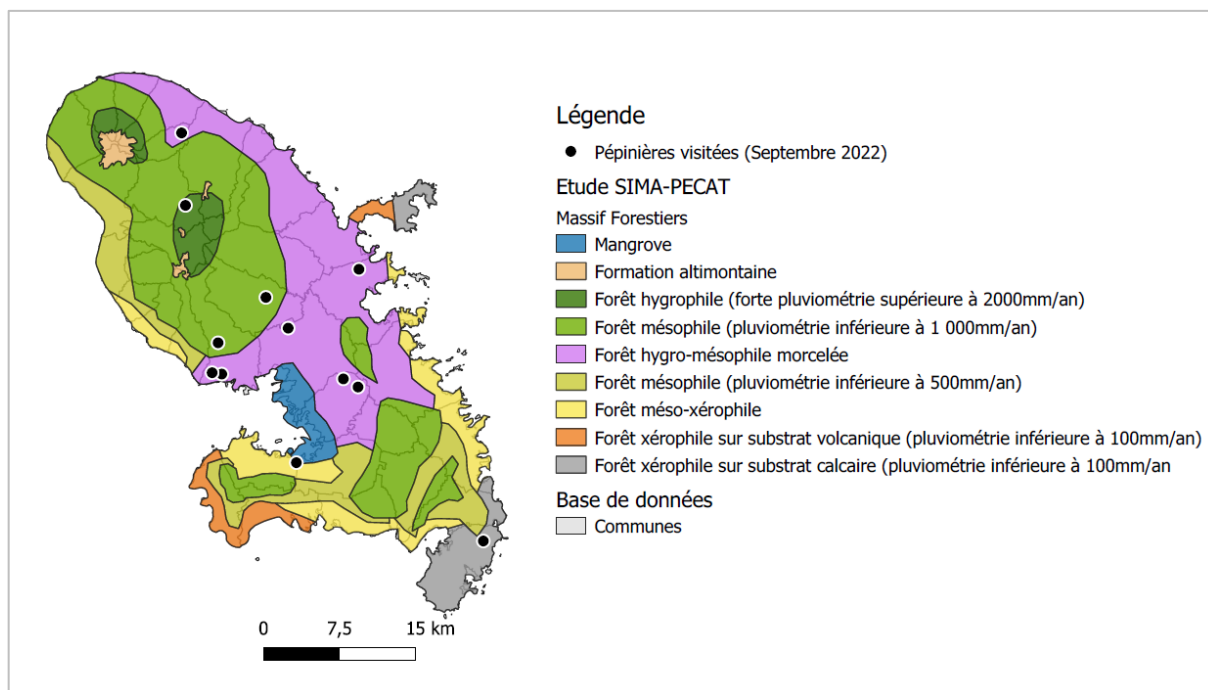 Légende
Pépinières visitées (Septembre 2022)
Etude SIMA-PECAT
Massif Forestiers
Mangrove
Formation altimontaine
Forêt hygrophile (forte pluviométrie supérieure à 2000mm/an)
Forêt mésophile (pluviométrie inférieure à 1 000mm/an)
Forêt hygro-mésophile morcelée
Forêt mésophile (pluviométrie inférieure à 500mm/an)
Forêt méso-xérophile
Forêt xérophile sur substrat volcanique (pluviométrie inférieure à 100mm/an)
Forêt xérophile sur substrat calcaire (pluviométrie inférieure à 100mm/an
Base de données
Communes
0 7,5 15 km